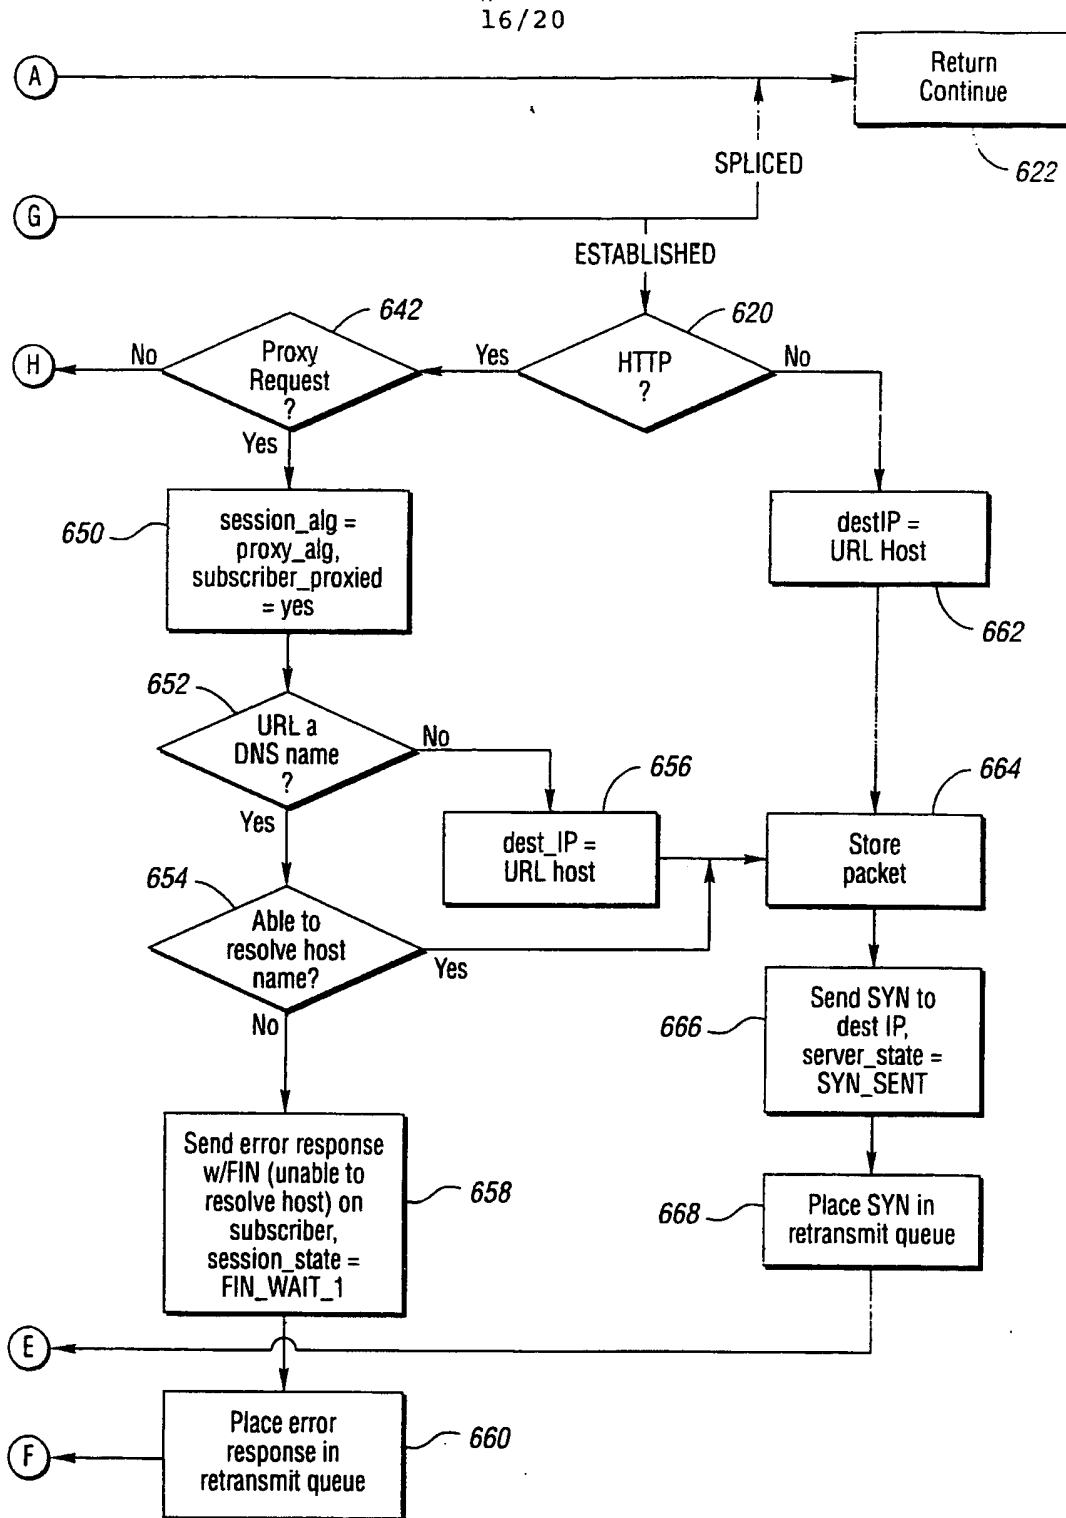 16/20
A
Return
Continue
622
SPLICED
G
ESTABLISHED
642
620
H
No
Proxy
Request
?
Yes
HTTP
?
No
Yes
650
session_alg =
proxy_alg,
subscriber_proxied
= yes
destIP =
URL Host
662
652
URL a
DNS name
?
No
656
664
Yes
dest_IP =
URL host
Store
packet
654
Able to
resolve host
name?
Yes
No
666
Send SYN to
dest IP,
server_state =
SYN_SENT
Send error response
w/FIN (unable to
resolve host) on
subscriber,
session_state =
FIN_WAIT_1
658
668
Place SYN in
retransmit queue
E
Place error
response in
retransmit queue
660
F